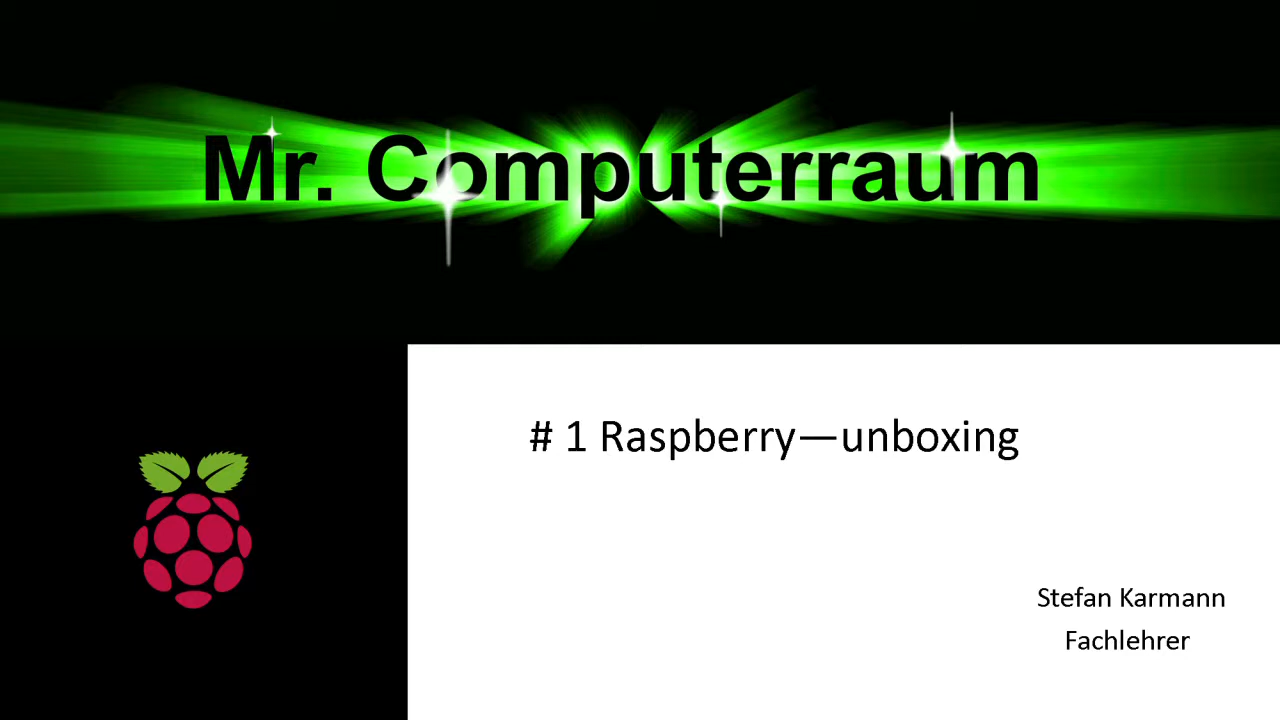 Mr. Computerraum
# 1 Raspberry—unboxing
Stefan Karmann
Fachlehrer